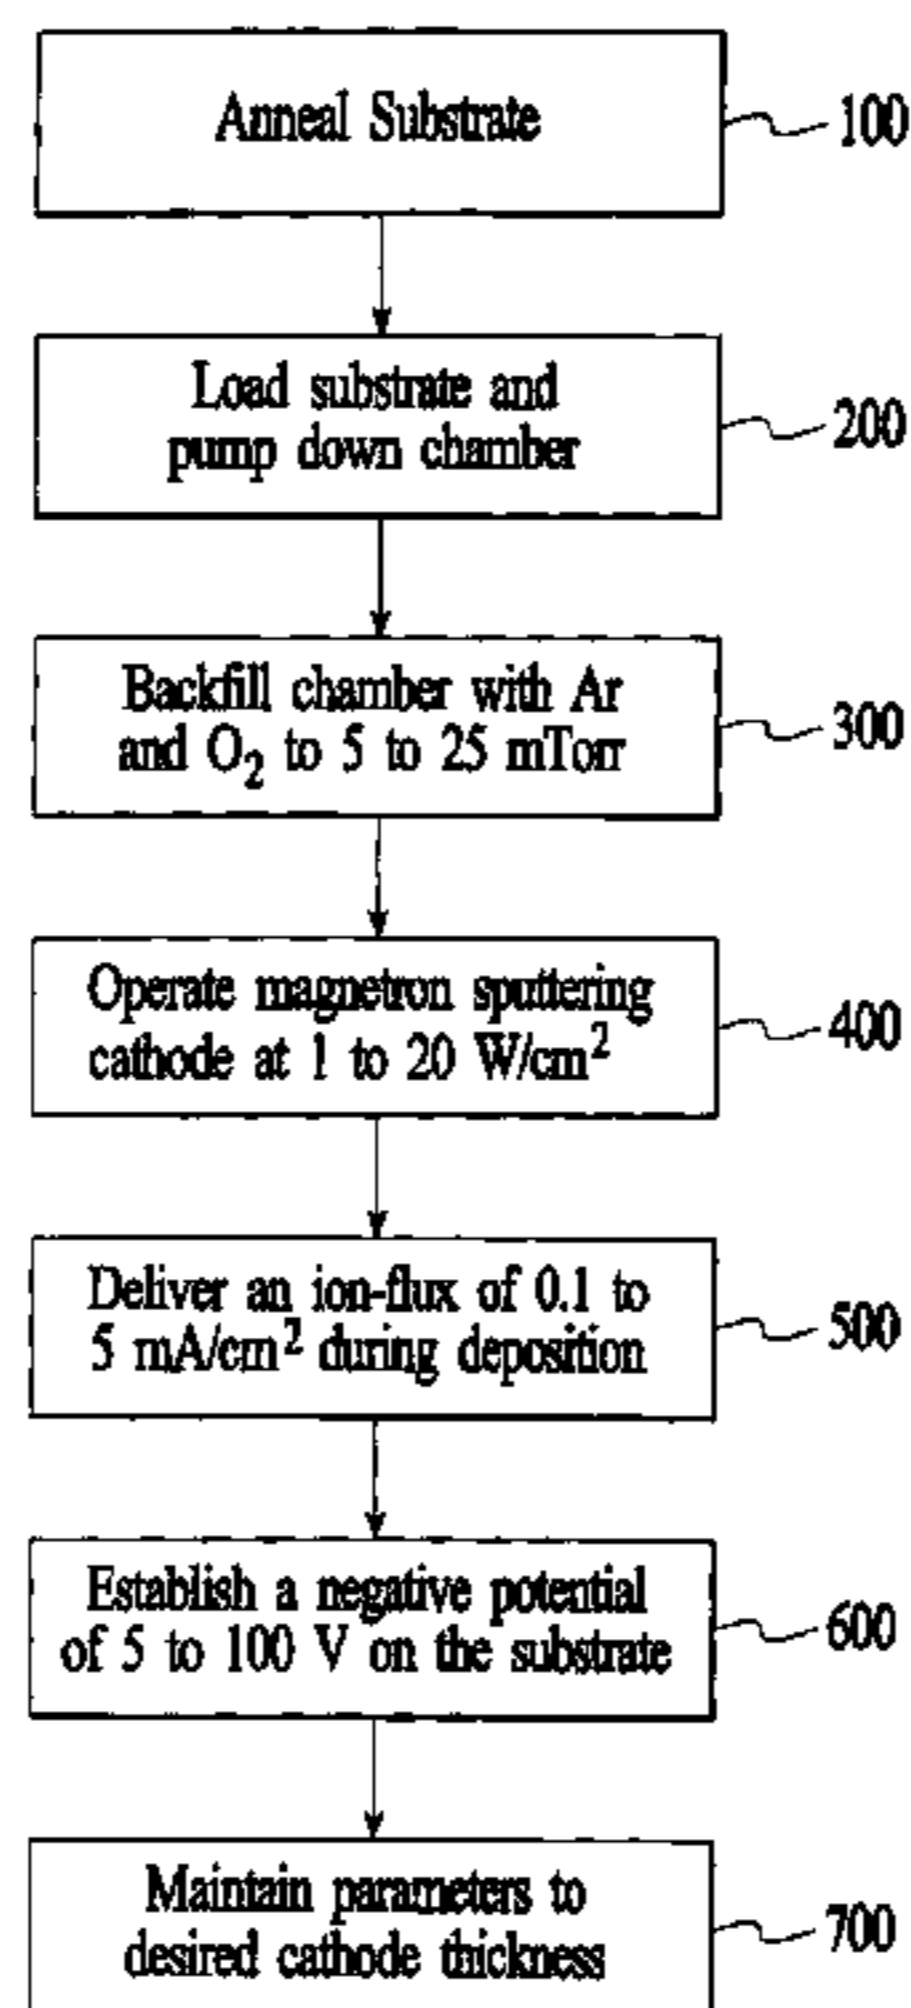 Anneal Substrate
100
Load substrate and
pump down chamber
200
Backfill chamber with Ar
and O₂ to 5 to 25 mTorr
300
Operate magnetron sputtering
cathode at 1 to 20 W/cm²
400
Deliver an ion-flux of 0.1 to
5 mA/cm² during deposition
500
Establish a negative potential
of 5 to 100 V on the substrate
600
Maintain parameters to
desired cathode thickness
700